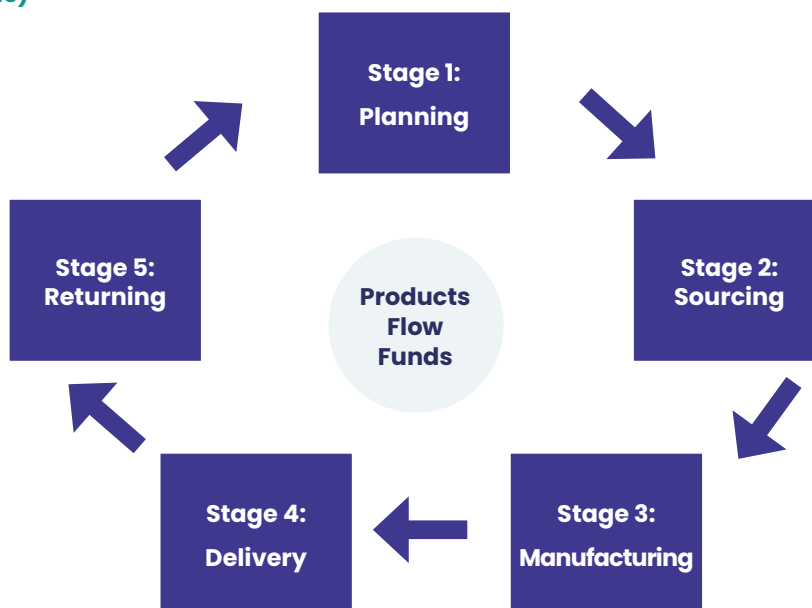 Stage 1:
Planning
Stage 2:
Sourcing
Stage 3:
Manufacturing
Stage 4:
Delivery
Stage 5:
Returning
Products
Flow
Funds